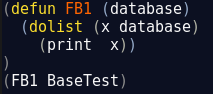 (defun FB1 (database)
  (dolist (x database)
    (print  x))
)
(FB1 BaseTest)